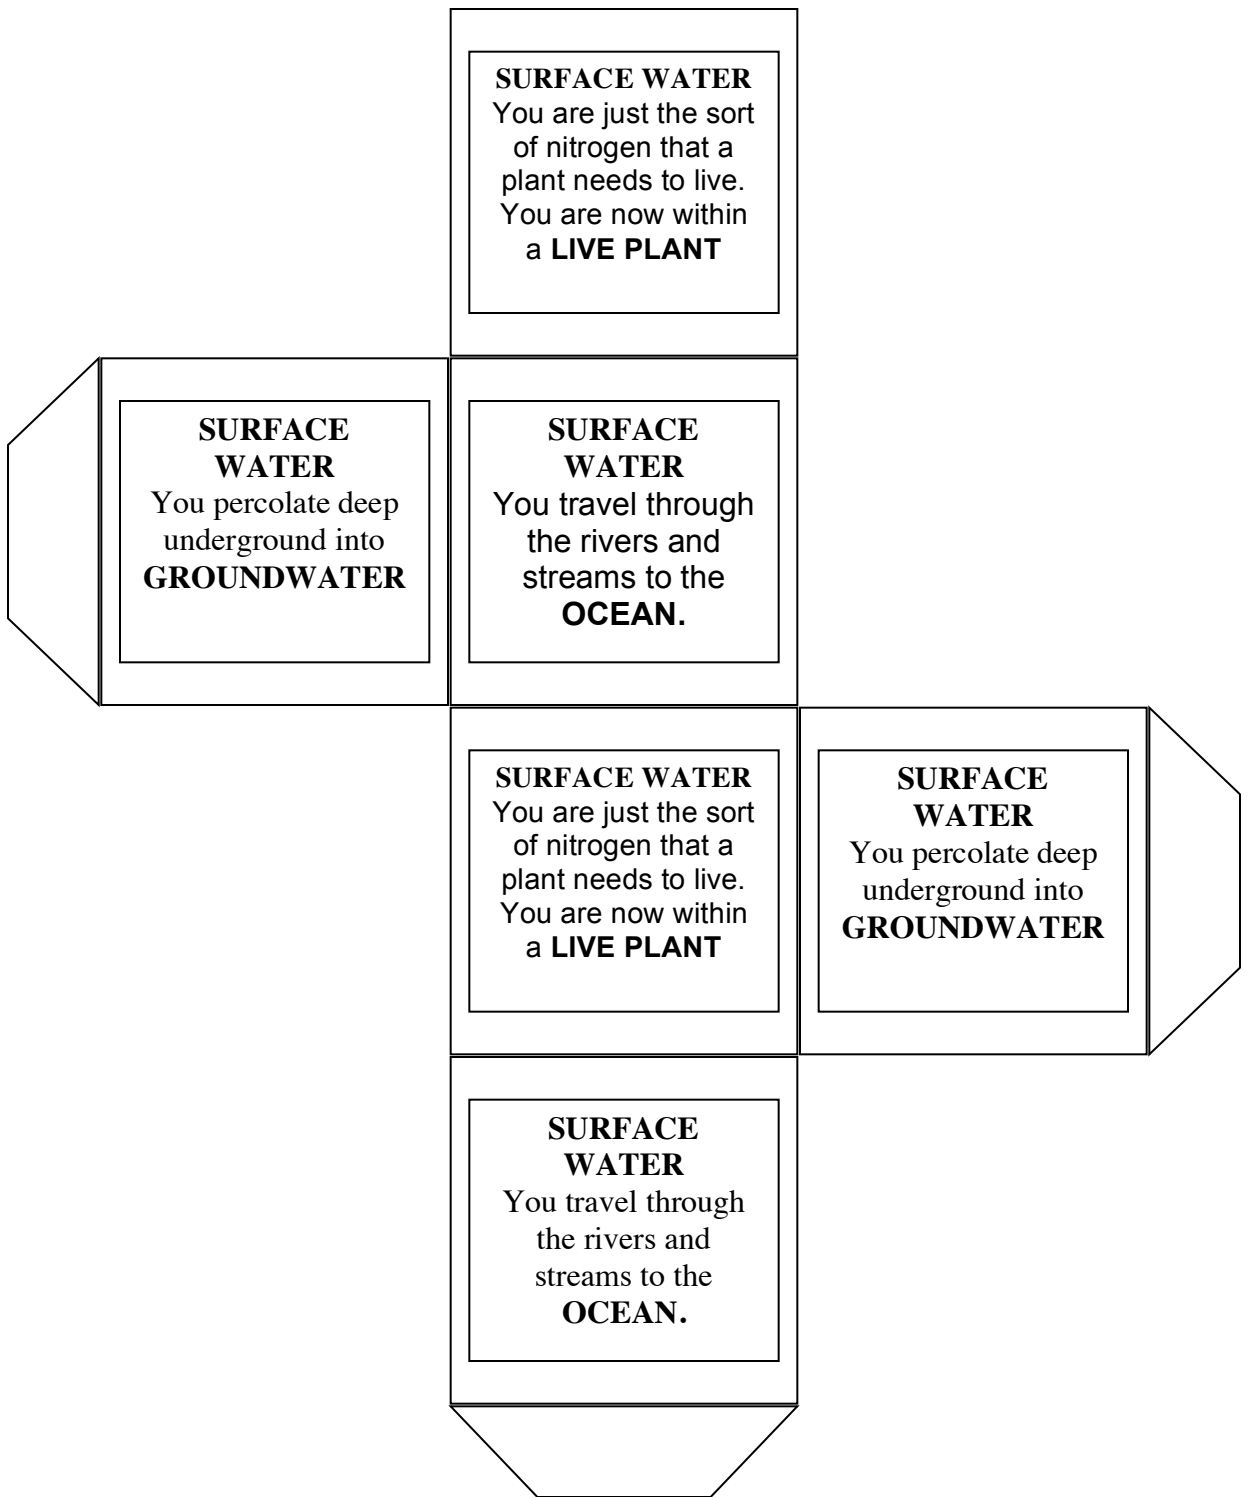 SURFACE WATER
You are just the sort
of nitrogen that a
plant needs to live.
You are now within
a LIVE PLANT
SURFACE
WATER
You percolate deep
underground into
GROUNDWATER
SURFACE
WATER
You travel through
the rivers and
streams to the
OCEAN.
SURFACE WATER
You are just the sort
of nitrogen that a
plant needs to live.
You are now within
a LIVE PLANT
SURFACE
WATER
You percolate deep
underground into
GROUNDWATER
SURFACE
WATER
You travel through
the rivers and
streams to the
OCEAN.